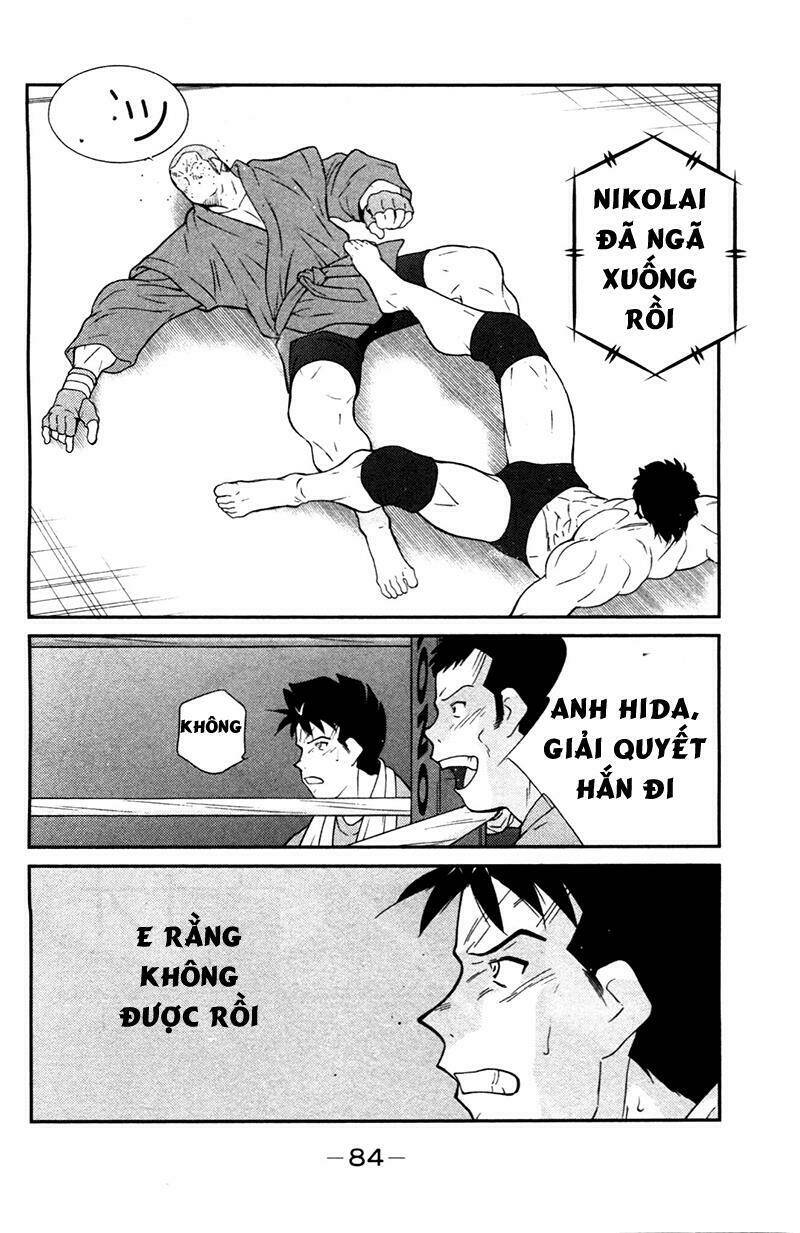 NIKOLAI
ĐÃ NGÃ
XUỐNG
RỒI
ANH HIDA,
GIẢI QUYẾT
HẮN ĐI
KHÔNG
E RẰNG
KHÔNG
ĐƯỢC RỒI
—84—